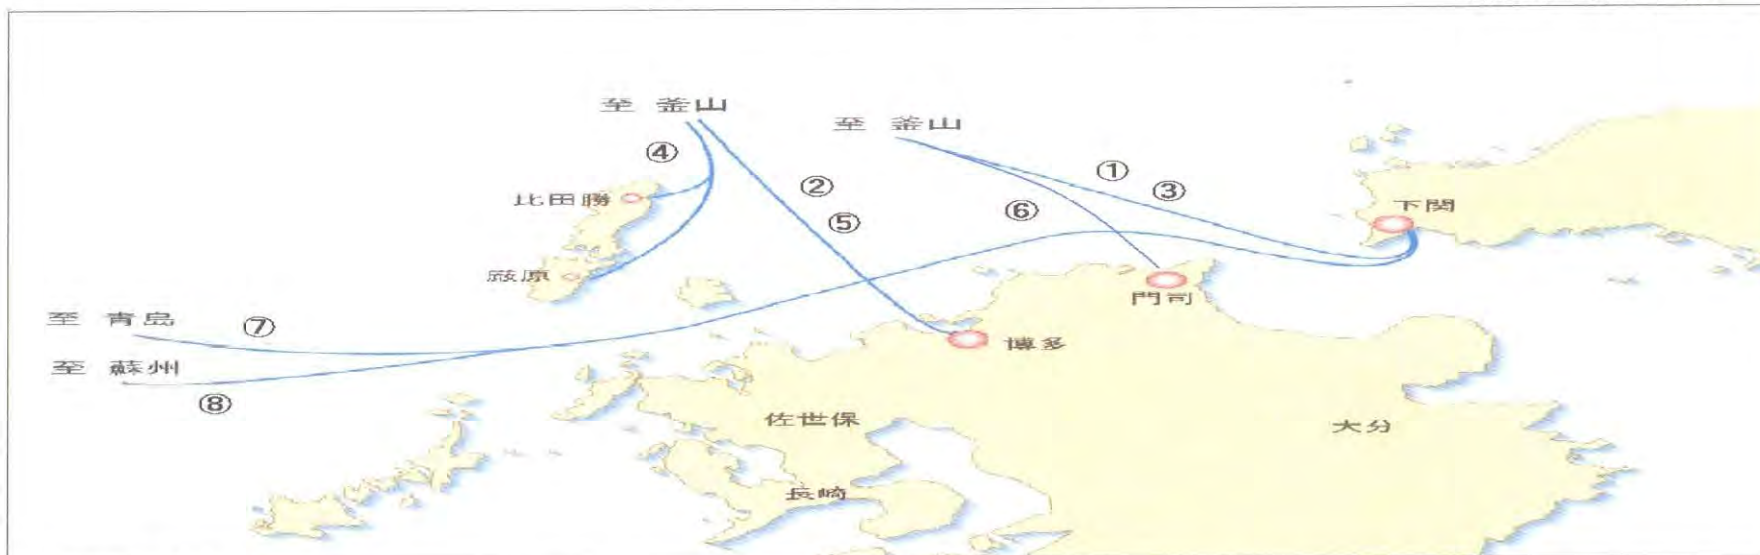 至 釜山
至 釜山
④
①
②
③
比田勝
下関
⑥
⑤
厳原
門司
至 青島
⑦
博多
至 蘇州
⑧
佐世保
大分
長崎